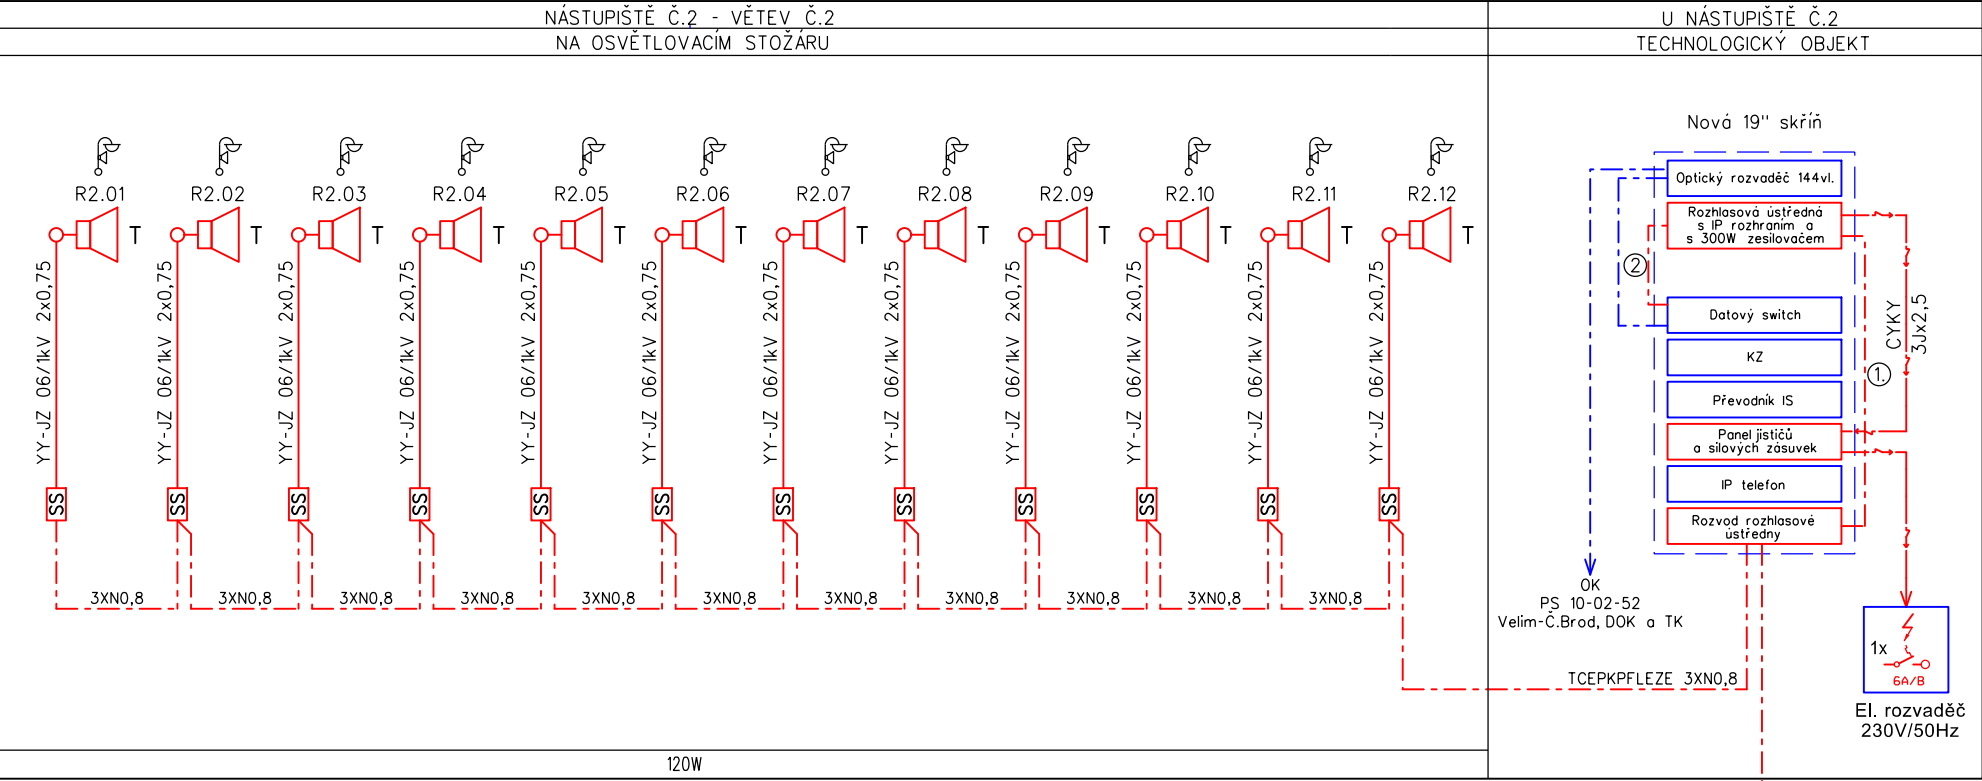 NÁSTUPIŠTĚ Č.2 - VĚTEV Č.2
NA OSVĚTLOVACÍM STOŽÁRU
U NÁSTUPIŠTĚ Č.2
TECHNOLOGICKÝ OBJEKT
R2.01 R2.02 R2.03 R2.04 R2.05 R2.06 R2.07 R2.08 R2.09 R2.10 R2.11 R2.12
T T T T T T T T T T T T
YY-JZ 06/1kV 2x0,75
YY-JZ 06/1kV 2x0,75
YY-JZ 06/1kV 2x0,75
YY-JZ 06/1kV 2x0,75
YY-JZ 06/1kV 2x0,75
YY-JZ 06/1kV 2x0,75
YY-JZ 06/1kV 2x0,75
YY-JZ 06/1kV 2x0,75
YY-JZ 06/1kV 2x0,75
YY-JZ 06/1kV 2x0,75
YY-JZ 06/1kV 2x0,75
YY-JZ 06/1kV 2x0,75
SS SS SS SS SS SS SS SS SS SS SS SS
3XN0,8 3XN0,8 3XN0,8 3XN0,8 3XN0,8 3XN0,8 3XN0,8 3XN0,8 3XN0,8 3XN0,8 3XN0,8
120W
Nová 19'' skříň
Optický rozvaděč 144vl.
Rozhlasová ústředná
s IP rozhraním a
s 300W zesilovačem
2
Datový switch
KZ
Převodník IS
Panel jističů
a silových zásuvek
IP telefon
Rozvod rozhlasové
ústředny
CYKY
3Jx2,5
1.
OK
PS 10-02-52
Velim-Č.Brod, DOK a TK
TCEPKPFLEZE 3XN0,8
1x
6A/B
El. rozvaděč
230V/50Hz